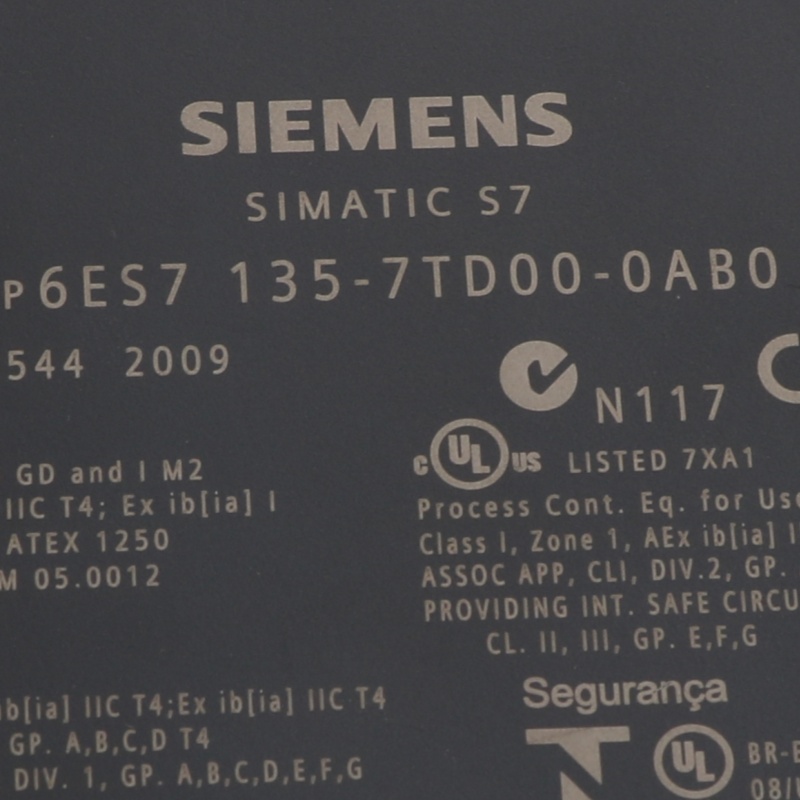 SIEMENS
SIMATIC S7
P6ES7 135-7TD00-0AB0
544 2009
N117
GD and I M2
IIC T4; Ex ib[ia] I
ATEX 1250
M 05.0012
C UL US LISTED 7XA1
Process Cont. Eq. for Use
Class I, Zone 1, AEx ib[ia] I
ASSOC APP, CLI, DIV.2, GP.
PROVIDING INT. SAFE CIRCU
CL. II, III, GP. E,F,G
ib[ia] IIC T4;Ex ib[ia] IIC T4
GP. A,B,C,D T4
DIV. 1, GP. A,B,C,D,E,F,G
Segurança
UL
BR-E
08/U